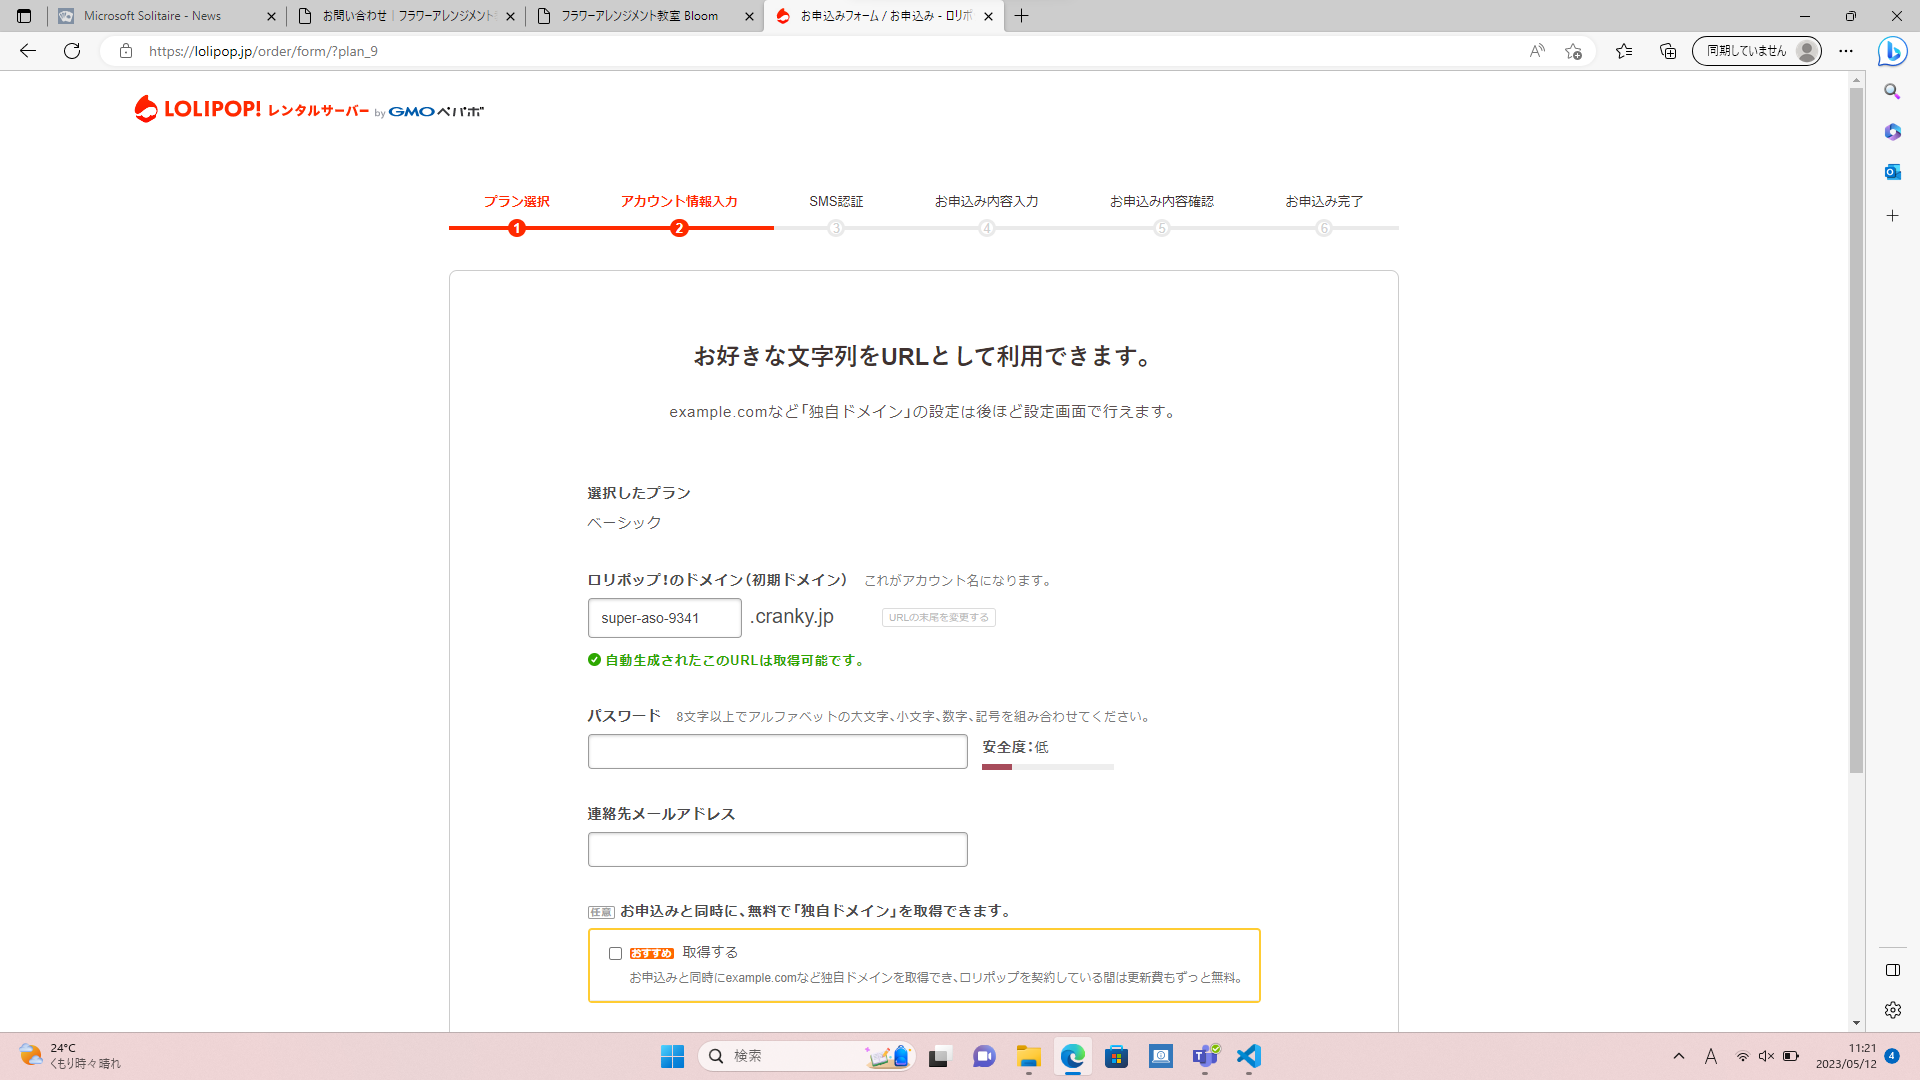 Microsoft Solitaire - News
お問い合わせ｜フラワーアレンジメント
フラワーアレンジメント教室 Bloom
お申込みフォーム / お申込み - ロリポ
https://lolipop.jp/order/form/?plan_9
同期していません
LOLIPOP! レンタルサーバー by GMOペパボ
プラン選択
アカウント情報入力
SMS認証
お申込み内容入力
お申込み内容確認
お申込み完了
1
2
3
4
5
6
お好きな文字列をURLとして利用できます。
example.comなど「独自ドメイン」の設定は後ほど設定画面で行えます。
選択したプラン
ベーシック
ロリポップ！のドメイン（初期ドメイン） これがアカウント名になります。
super-aso-9341 .cranky.jp URLの末尾を変更する
自動生成されたこのURLは取得可能です。
パスワード 8文字以上でアルファベットの大文字、小文字、数字、記号を組み合わせてください。
安全度：低
連絡先メールアドレス
任意 お申込みと同時に、無料で「独自ドメイン」を取得できます。
おすすめ 取得する
お申込みと同時にexample.comなど独自ドメインを取得でき、ロリポップを契約している間は更新費もずっと無料。
24°C
くもり時々晴れ
検索
A
11:21
2023/05/12
4